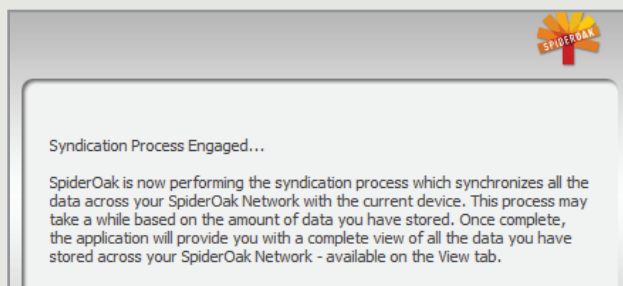 SPIDEROAK
Syndication Process Engaged...
SpiderOak is now performing the syndication process which synchronizes all the
data across your SpiderOak Network with the current device. This process may
take a while based on the amount of data you have stored. Once complete,
the application will provide you with a complete view of all the data you have
stored across your SpiderOak Network - available on the View tab.